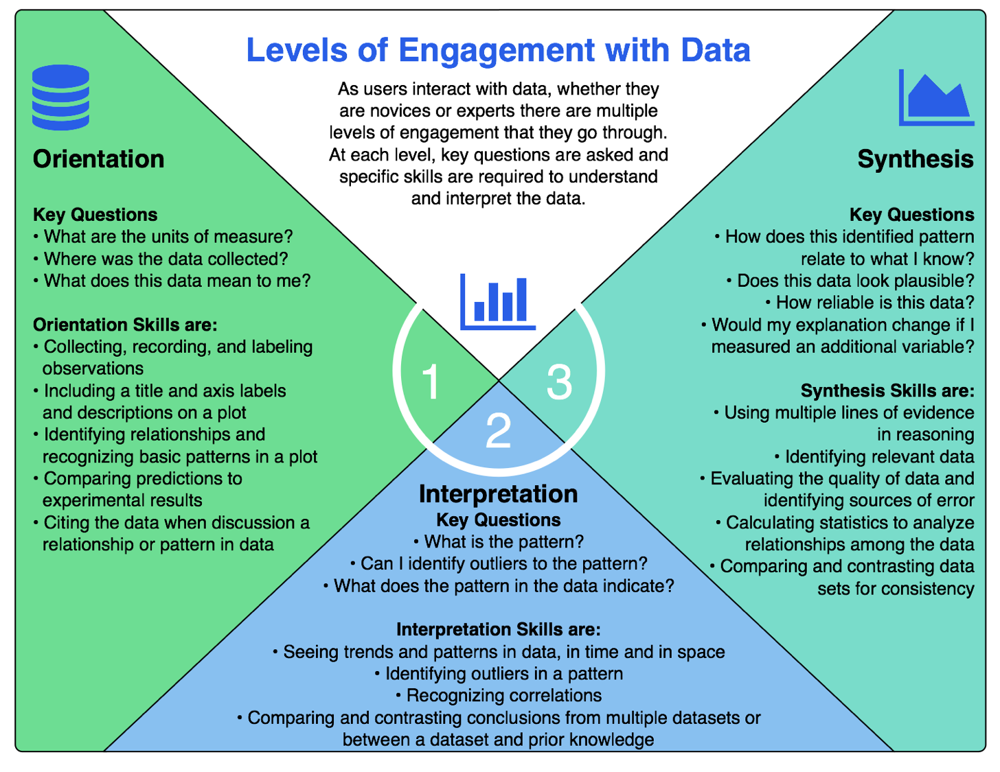 Levels of Engagement with Data
As users interact with data, whether they
are novices or experts there are multiple
levels of engagement that they go through.
At each level, key questions are asked and
specific skills are required to understand
and interpret the data.
Orientation
Key Questions
• What are the units of measure?
• Where was the data collected?
• What does this data mean to me?
Orientation Skills are:
• Collecting, recording, and labeling
observations
• Including a title and axis labels
and descriptions on a plot
• Identifying relationships and
recognizing basic patterns in a plot
• Comparing predictions to
experimental results
• Citing the data when discussion a
relationship or pattern in data
1
2
3
Interpretation
Key Questions
• What is the pattern?
• Can I identify outliers to the pattern?
• What does the pattern in the data indicate?
Interpretation Skills are:
• Seeing trends and patterns in data, in time and in space
• Identifying outliers in a pattern
• Recognizing correlations
• Comparing and contrasting conclusions from multiple datasets or
between a dataset and prior knowledge
Synthesis
Key Questions
• How does this identified pattern
relate to what I know?
• Does this data look plausible?
• How reliable is this data?
• Would my explanation change if I
measured an additional variable?
Synthesis Skills are:
• Using multiple lines of evidence
in reasoning
• Identifying relevant data
• Evaluating the quality of data and
identifying sources of error
• Calculating statistics to analyze
relationships among the data
• Comparing and contrasting data
sets for consistency